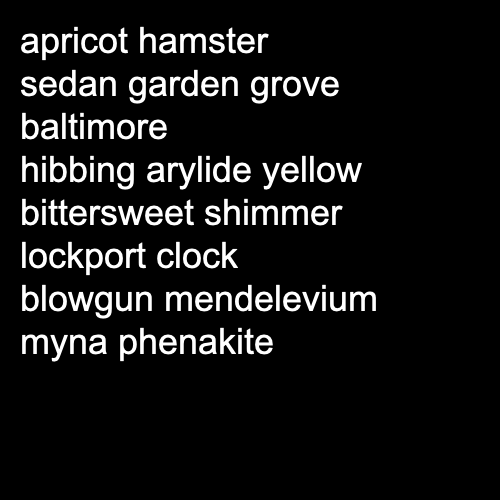 apricot hamster
sedan garden grove
baltimore
hibbing arylide yellow
bittersweet shimmer
lockport clock
blowgun mendelevium
myna phenakite